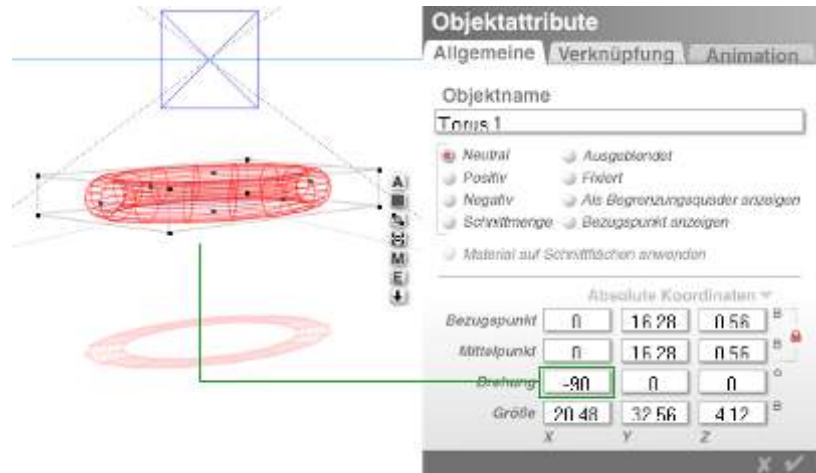 Objektattribute
Allgemeine Verknüpfung Animation
Objektname
Torus 1
Neutral Ausgeblendet
Positiv Fixiert
Negativ Als Begrenzungsquader anzeigen
Schnittmenge Bezugspunkt anzeigen
Material auf Schnittflächen anwenden
Absolute Koordinaten
Bezugspunkt 0 16.28 0.56 B
Mittelpunkt 0 16.28 0.56 B
Drehung -90 0 0 °
Größe 20.48 32.56 4.12 B
X Y Z
A
M
E